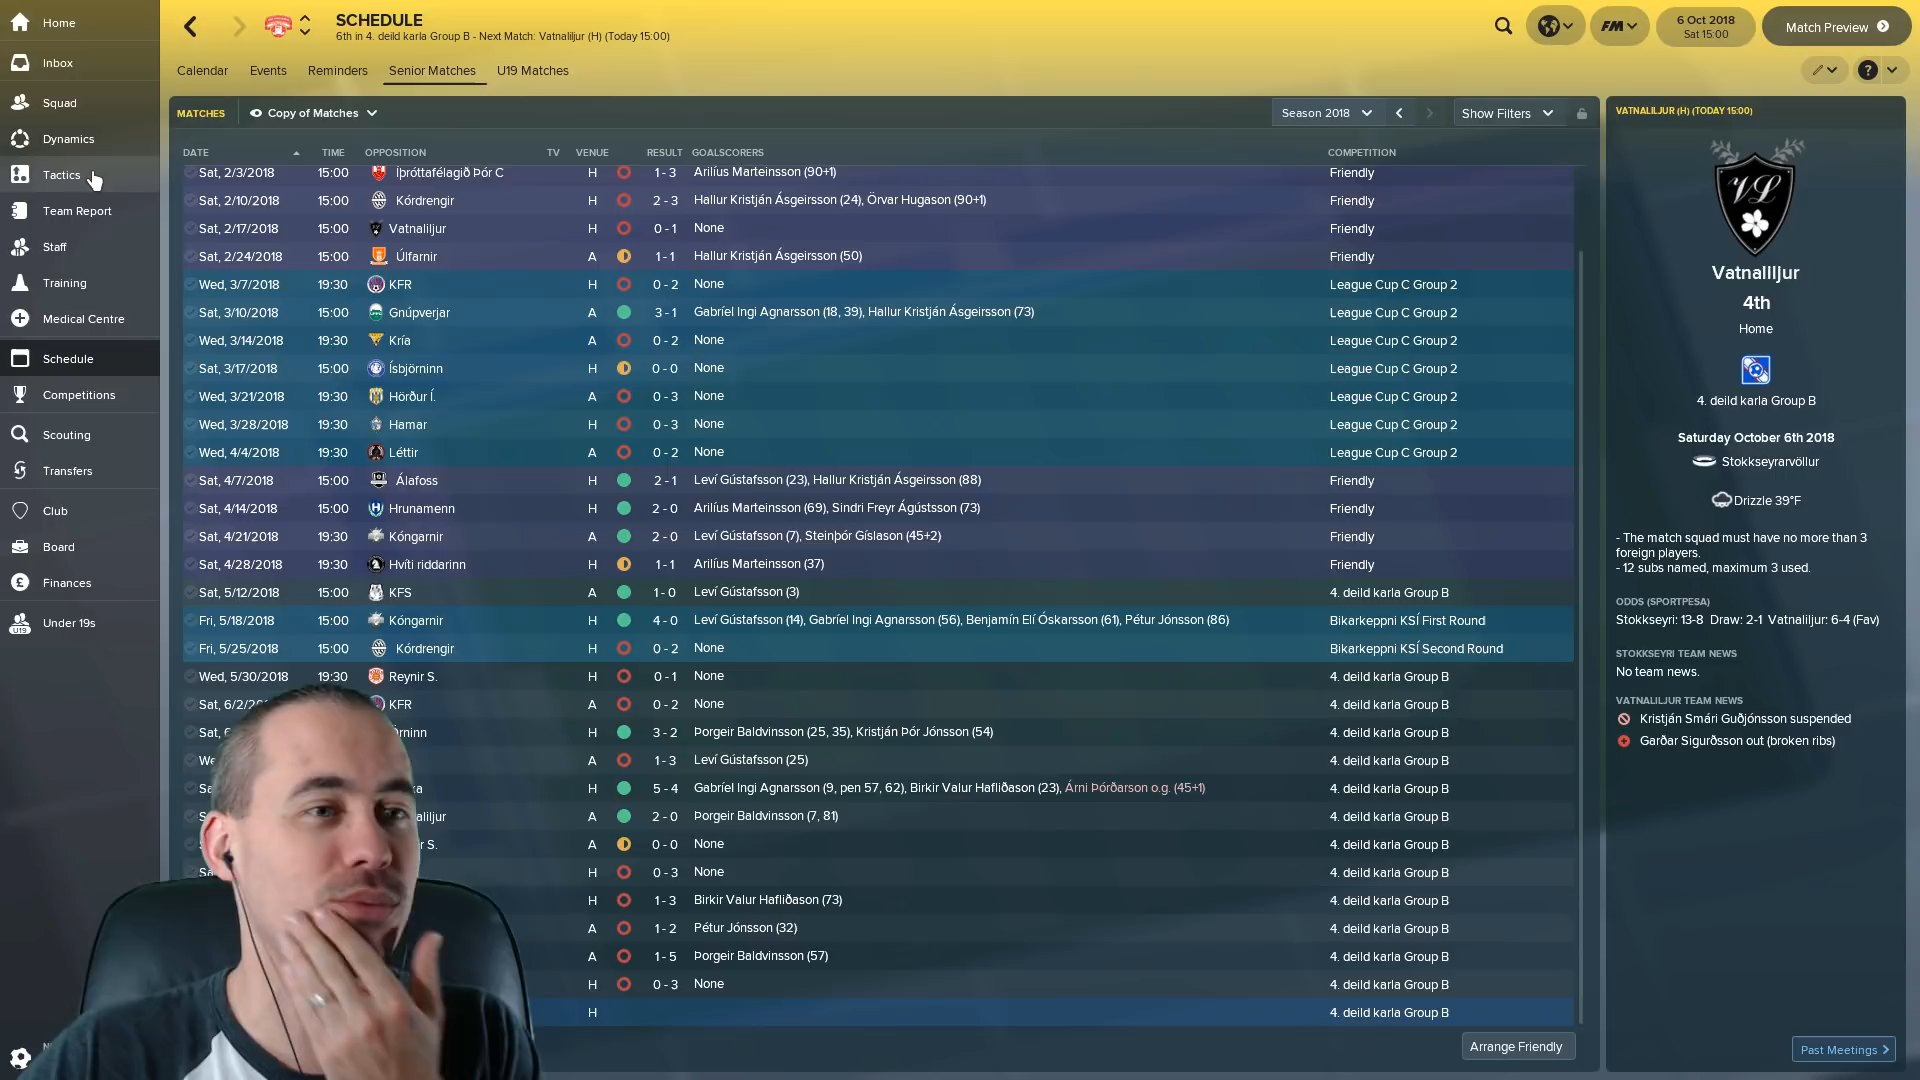 Home
Inbox
Squad
Dynamics
Tactics
Team Report
Staff
Training
Medical Centre
Schedule
Competitions
Scouting
Transfers
Club
Board
Finances
U19
Under 19s
SCHEDULE
6th in 4. deild karla Group B - Next Match: Vatnaliljur (H) (Today 15:00)
FM
6 Oct 2018
Sat 15:00
Match Preview
Calendar Events Reminders Senior Matches U19 Matches
MATCHES Copy of Matches Season 2018 Show Filters
DATE TIME OPPOSITION TV VENUE RESULT GOALSCORERS COMPETITION
Sat, 2/3/2018 15:00 Íþróttafélagið Þór C H 1 - 3 Arilíus Marteinsson (90+1) Friendly
Sat, 2/10/2018 15:00 Kórdrengir H 2 - 3 Hallur Kristján Ásgeirsson (24), Örvar Hugason (90+1) Friendly
Sat, 2/17/2018 15:00 Vatnaliljur H 0 - 1 None Friendly
Sat, 2/24/2018 15:00 Úlfarnir A 1 - 1 Hallur Kristján Ásgeirsson (50) Friendly
Wed, 3/7/2018 19:30 KFR H 0 - 2 None League Cup C Group 2
Sat, 3/10/2018 15:00 Gnúpverjar A 3 - 1 Gabríel Ingi Agnarsson (18, 39), Hallur Kristján Ásgeirsson (73) League Cup C Group 2
Wed, 3/14/2018 19:30 Kría A 0 - 2 None League Cup C Group 2
Sat, 3/17/2018 15:00 Ísbjörninn H 0 - 0 None League Cup C Group 2
Wed, 3/21/2018 19:30 Hörður Í. A 0 - 3 None League Cup C Group 2
Wed, 3/28/2018 19:30 Hamar H 0 - 3 None League Cup C Group 2
Wed, 4/4/2018 19:30 Léttir A 0 - 2 None League Cup C Group 2
Sat, 4/7/2018 15:00 Álafoss H 2 - 1 Leví Gústafsson (23), Hallur Kristján Ásgeirsson (88) Friendly
Sat, 4/14/2018 15:00 Hrunamenn H 2 - 0 Arilíus Marteinsson (69), Sindri Freyr Ágústsson (73) Friendly
Sat, 4/21/2018 19:30 Kóngarnir A 2 - 0 Leví Gústafsson (7), Steinþór Gíslason (45+2) Friendly
Sat, 4/28/2018 19:30 Hvíti riddarinn H 1 - 1 Arilíus Marteinsson (37) Friendly
Sat, 5/12/2018 15:00 KFS A 1 - 0 Leví Gústafsson (3) 4. deild karla Group B
Fri, 5/18/2018 15:00 Kóngarnir H 4 - 0 Leví Gústafsson (14), Gabríel Ingi Agnarsson (56), Benjamín Elí Óskarsson (61), Pétur Jónsson (86) Bikarkeppni KSÍ First Round
Fri, 5/25/2018 15:00 Kórdrengir H 0 - 2 None Bikarkeppni KSÍ Second Round
Wed, 5/30/2018 19:30 Reynir S. H 0 - 1 None 4. deild karla Group B
Sat, 6/2/20 KFR A 0 - 2 None 4. deild karla Group B
Sat, 6 rninn H 3 - 2 Þorgeir Baldvinsson (25, 35), Kristján Þór Jónsson (54) 4. deild karla Group B
We A 1 - 3 Leví Gústafsson (25) 4. deild karla Group B
Sa ka H 5 - 4 Gabríel Ingi Agnarsson (9, pen 57, 62), Birkir Valur Hafliðason (23), Árni Þórðarson o.g. (45+1) 4. deild karla Group B
aliljur A 2 - 0 Þorgeir Baldvinsson (7, 81) 4. deild karla Group B
r S. A 0 - 0 None 4. deild karla Group B
Sa H 0 - 3 None 4. deild karla Group B
H 1 - 3 Birkir Valur Hafliðason (73) 4. deild karla Group B
A 1 - 2 Pétur Jónsson (32) 4. deild karla Group B
A 1 - 5 Þorgeir Baldvinsson (57) 4. deild karla Group B
H 0 - 3 None 4. deild karla Group B
H 4. deild karla Group B
Arrange Friendly
VATNALILJUR (H) (TODAY 15:00)
VL
Vatnaliljur
4th
Home
4. deild karla Group B
Saturday October 6th 2018
Stokkseyrarvöllur
Drizzle 39°F
- The match squad must have no more than 3
foreign players.
- 12 subs named, maximum 3 used.
ODDS (SPORTPESA)
Stokkseyri: 13-8 Draw: 2-1 Vatnaliljur: 6-4 (Fav)
STOKKSEYRI TEAM NEWS
No team news.
VATNALILJUR TEAM NEWS
Kristján Smári Guðjónsson suspended
Garðar Sigurðsson out (broken ribs)
Past Meetings